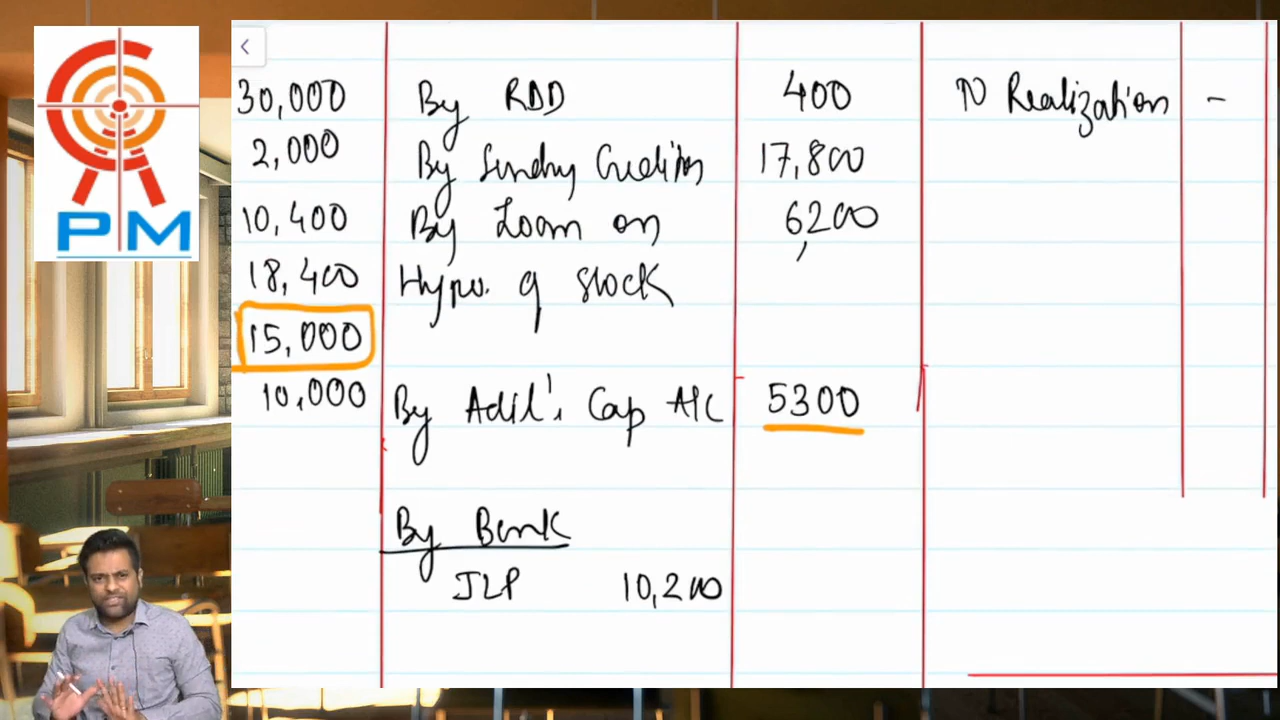 PM
30,000 By RDD 400 To Realization -
2,000 By Sundry Creditors 17,800
10,400 By Loan on 6,200
18,400 Hypo. of Stock
15,000
10,000 By Adil's Cap A/C 5300
By Bank
JLP 10,200